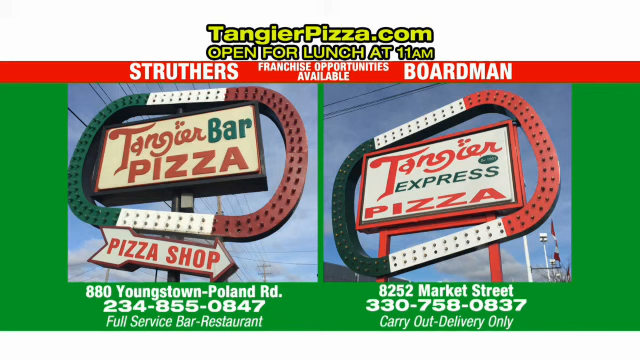 TangierPizza.com
OPEN FOR LUNCH AT 11AM
STRUTHERS
FRANCHISE OPPORTUNITIES
AVAILABLE
BOARDMAN
Tangier Bar
PIZZA
PIZZA SHOP
880 Youngstown-Poland Rd.
234-855-0847
Full Service Bar-Restaurant
Tangier
EXPRESS
PIZZA
8252 Market Street
330-758-0837
Carry Out-Delivery Only